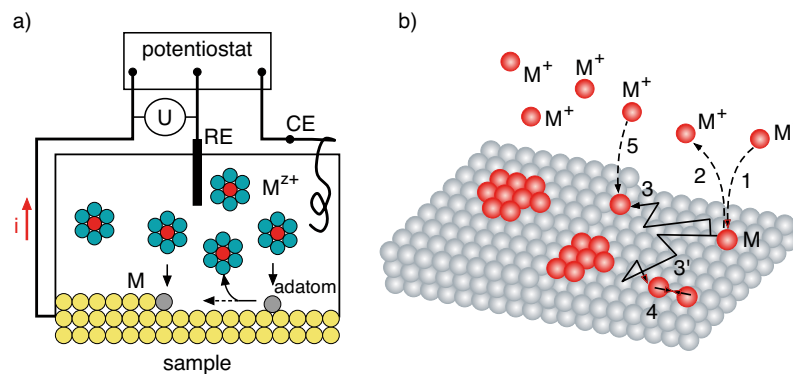 a)
potentiostat
U
RE
CE
M^{z+}
i
M
adatom
sample
b)
M^+
M^+
M^+
M^+
M^+
M
5
2
1
3
M
3'
4